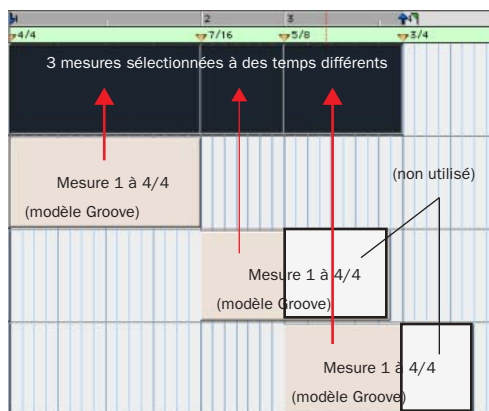 2 3 4
4/4 7/16 5/8 3/4
3 mesures sélectionnées à des temps différents
Mesure 1 à 4/4
(modèle Groove)
(non utilisé)
Mesure 1 à 4/4
(modèle Groove)
Mesure 1 à 4/4
(modèle Groove)